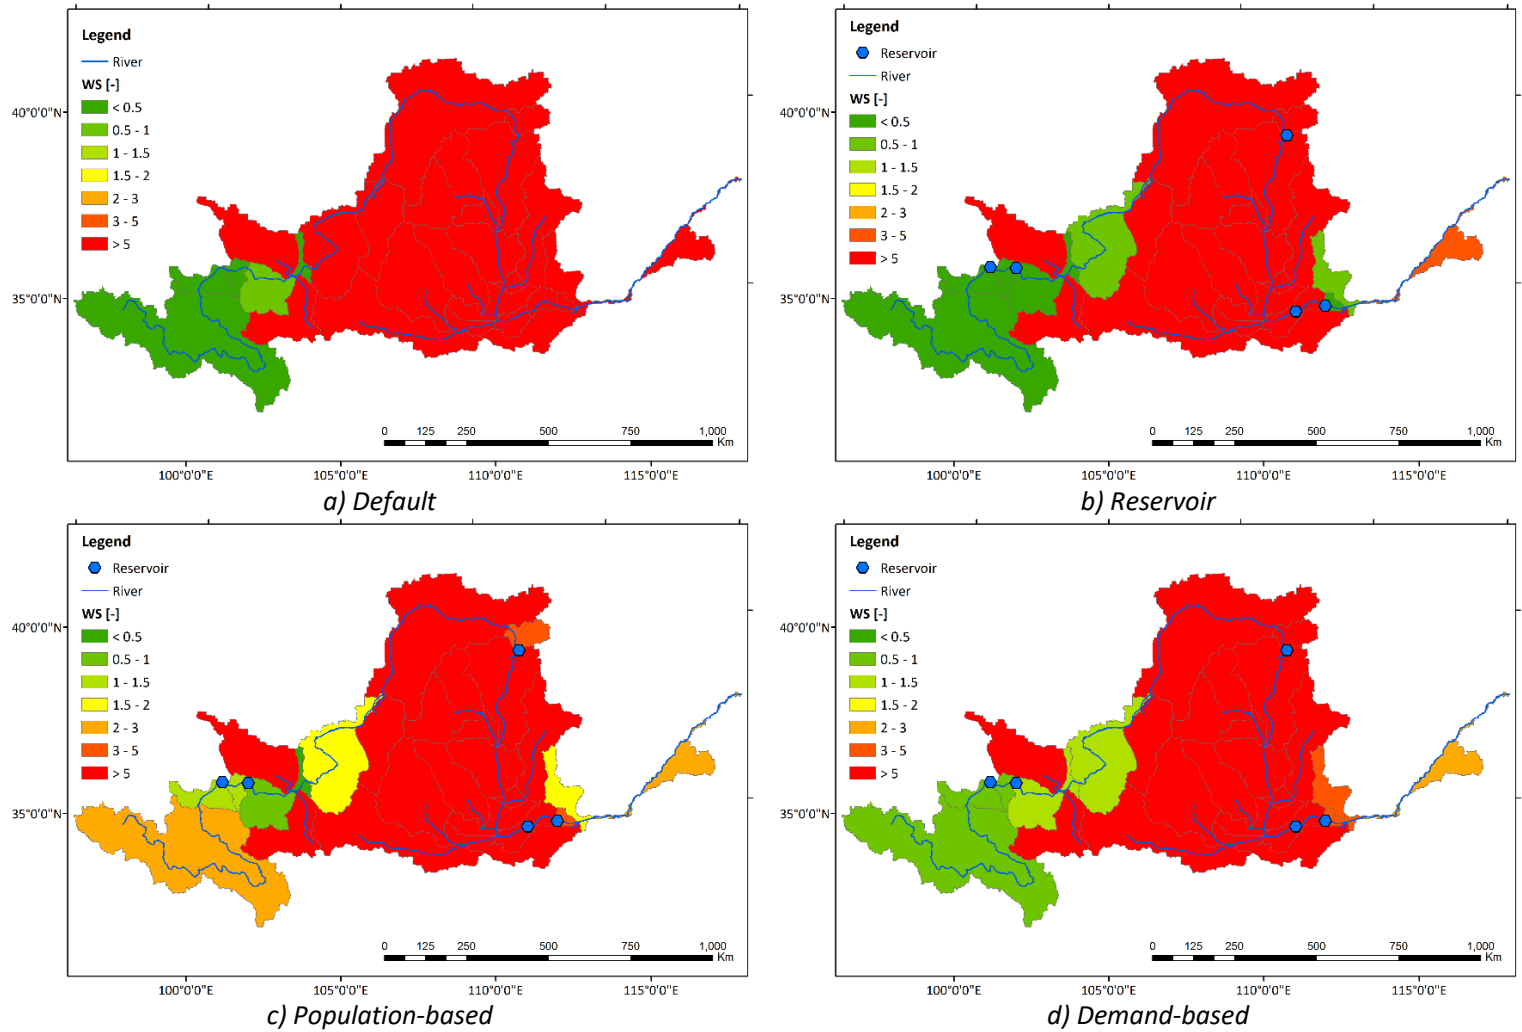 Legend
River
WS [-]
< 0.5
0.5 - 1
1 - 1.5
1.5 - 2
2 - 3
3 - 5
> 5
40°0'0"N
35°0'0"N
0 125 250 500 750 1,000
Km
100°0'0"E 105°0'0"E 110°0'0"E 115°0'0"E
a) Default
Legend
Reservoir
River
WS [-]
< 0.5
0.5 - 1
1 - 1.5
1.5 - 2
2 - 3
3 - 5
> 5
40°0'0"N
35°0'0"N
0 125 250 500 750 1,000
Km
100°0'0"E 105°0'0"E 110°0'0"E 115°0'0"E
b) Reservoir
Legend
Reservoir
River
WS [-]
< 0.5
0.5 - 1
1 - 1.5
1.5 - 2
2 - 3
3 - 5
> 5
40°0'0"N
35°0'0"N
0 125 250 500 750 1,000
Km
100°0'0"E 105°0'0"E 110°0'0"E 115°0'0"E
c) Population-based
Legend
Reservoir
River
WS [-]
< 0.5
0.5 - 1
1 - 1.5
1.5 - 2
2 - 3
3 - 5
> 5
40°0'0"N
35°0'0"N
0 125 250 500 750 1,000
Km
100°0'0"E 105°0'0"E 110°0'0"E 115°0'0"E
d) Demand-based